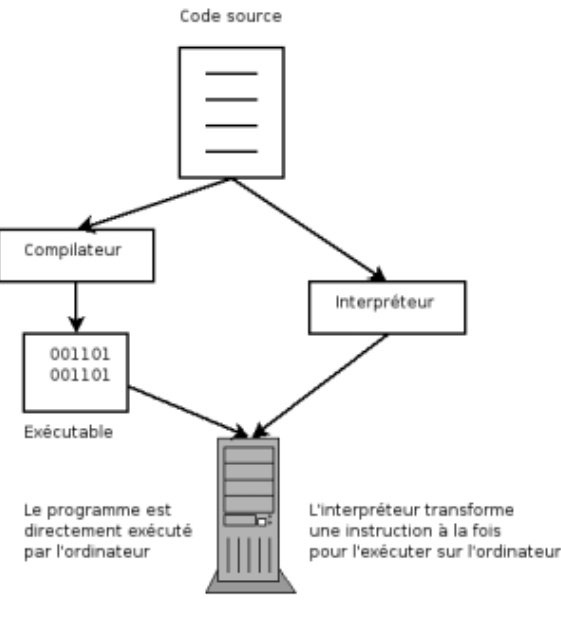 Code source
Compilateur
Interpréteur
001101
001101
Exécutable
Le programme est
directement exécuté
par l'ordinateur
L'interpréteur transforme
une instruction à la fois
pour l'exécuter sur l'ordinateur